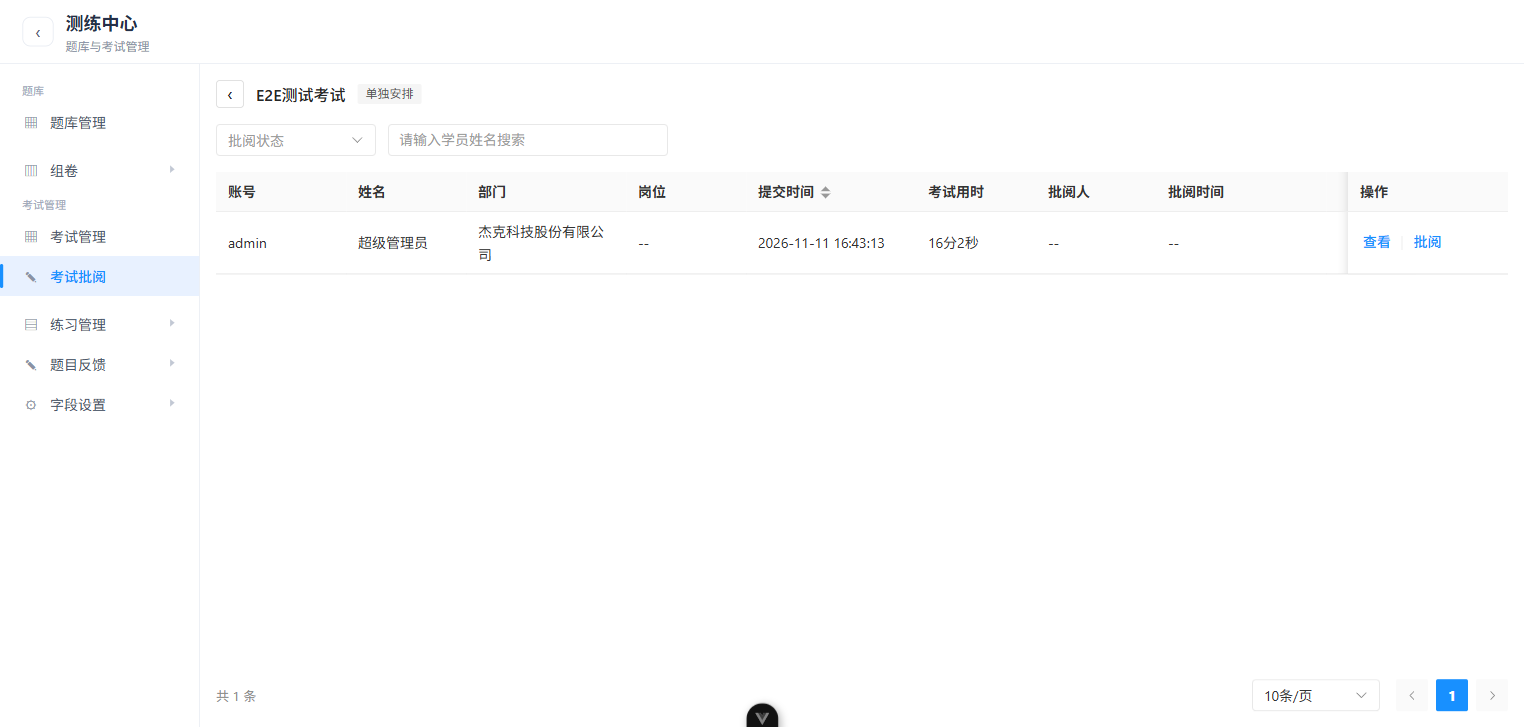 测练中心
题库与考试管理
题库
题库管理
组卷
考试管理
考试管理
考试批阅
练习管理
题目反馈
字段设置
E2E测试考试 单独安排
批阅状态 请输入学员姓名搜索
账号 姓名 部门 岗位 提交时间 考试用时 批阅人 批阅时间 操作
admin 超级管理员 杰克科技股份有限公 -- 2026-11-11 16:43:13 16分2秒 -- -- 查看 批阅
司
共 1 条 10条/页 1